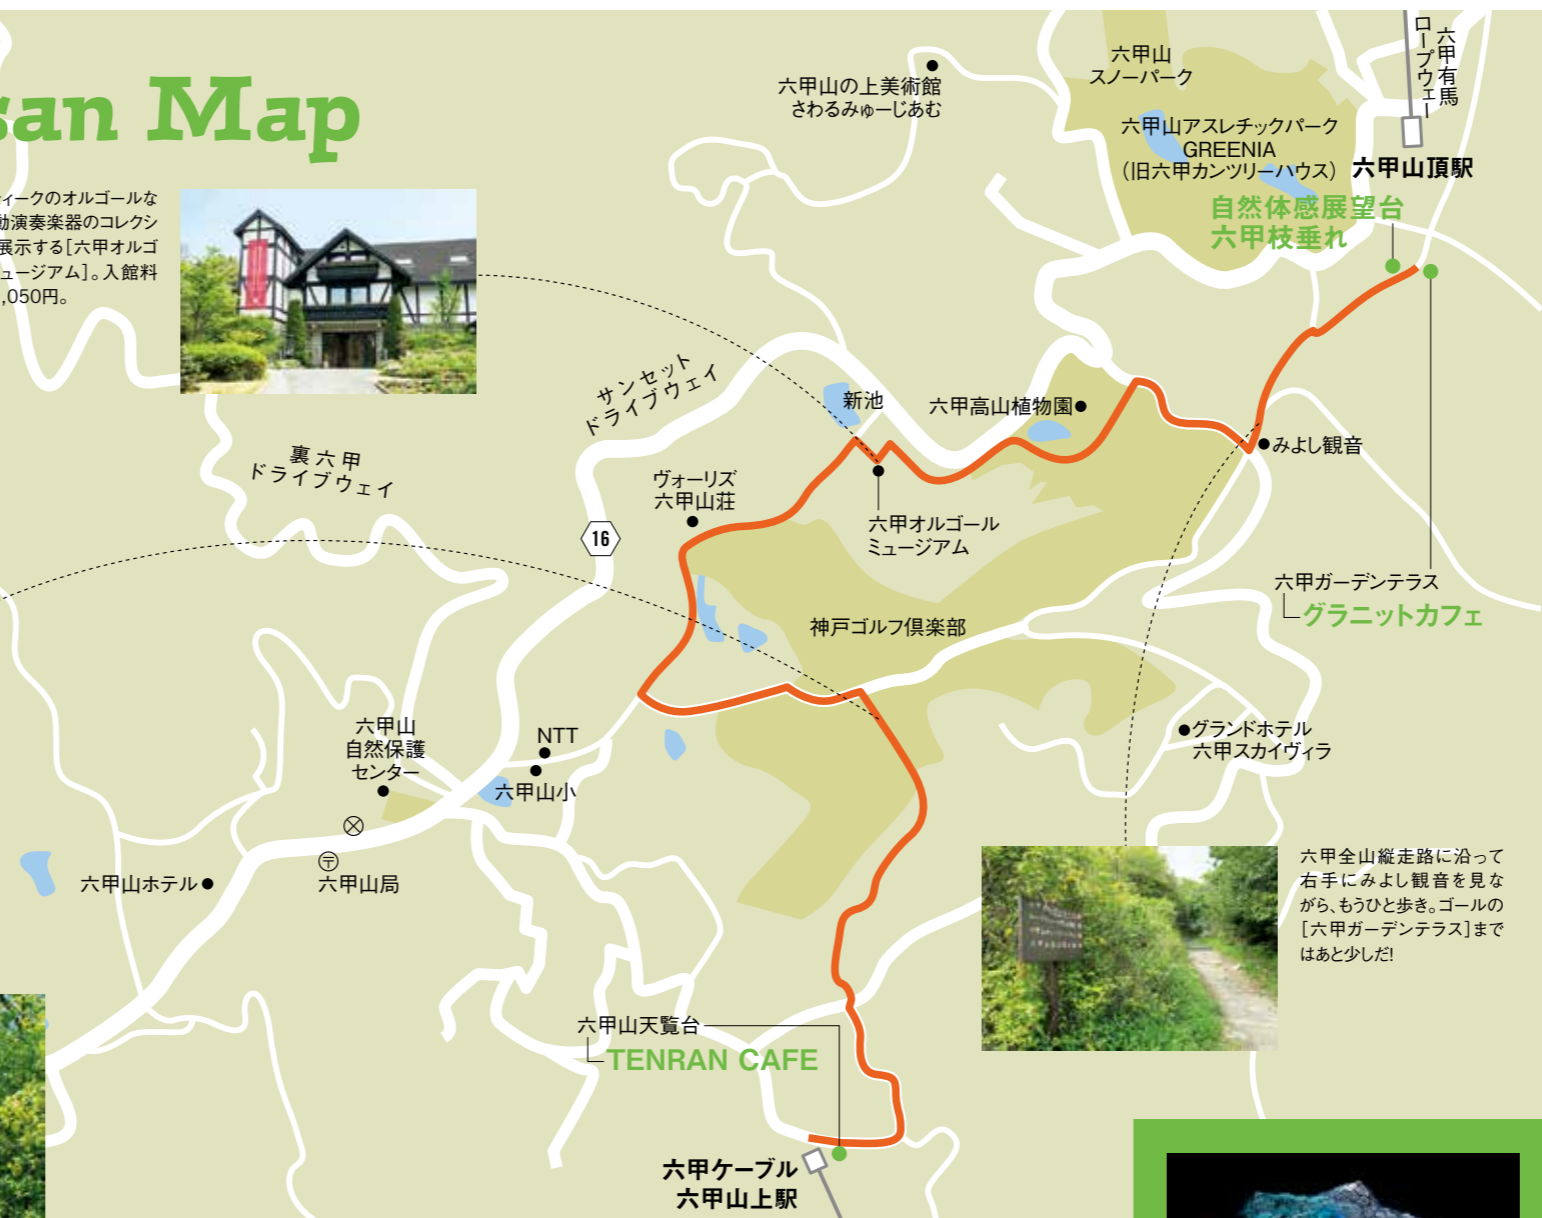 san Map
ィークのオルゴールな
動演奏楽器のコレクシ
展示する[六甲オルゴ
ュージアム]。入館料
,050円。
六甲山の上美術館
さわるみゅーじあむ
六甲山
スノーパーク
六甲山アスレチックパーク
GREENIA
(旧六甲カンツリーハウス)
六甲有馬
ロープウェー
六甲山頂駅
自然体感展望台
六甲枝垂れ
サンセット
ドライブウェイ
新池
六甲高山植物園
みよし観音
裏六甲
ドライブウェイ
ヴォーリズ
六甲山荘
16
六甲オルゴール
ミュージアム
六甲ガーデンテラス
グラニットカフェ
神戸ゴルフ倶楽部
六甲山
自然保護
センター
NTT
六甲山小
グランドホテル
六甲スカイヴィラ
〒
六甲山局
六甲山ホテル
六甲全山縦走路に沿って
右手にみよし観音を見な
がら、もうひと歩き。ゴールの
[六甲ガーデンテラス]まで
はあと少しだ!
六甲山天覧台
TENRAN CAFE
六甲ケーブル
六甲山上駅